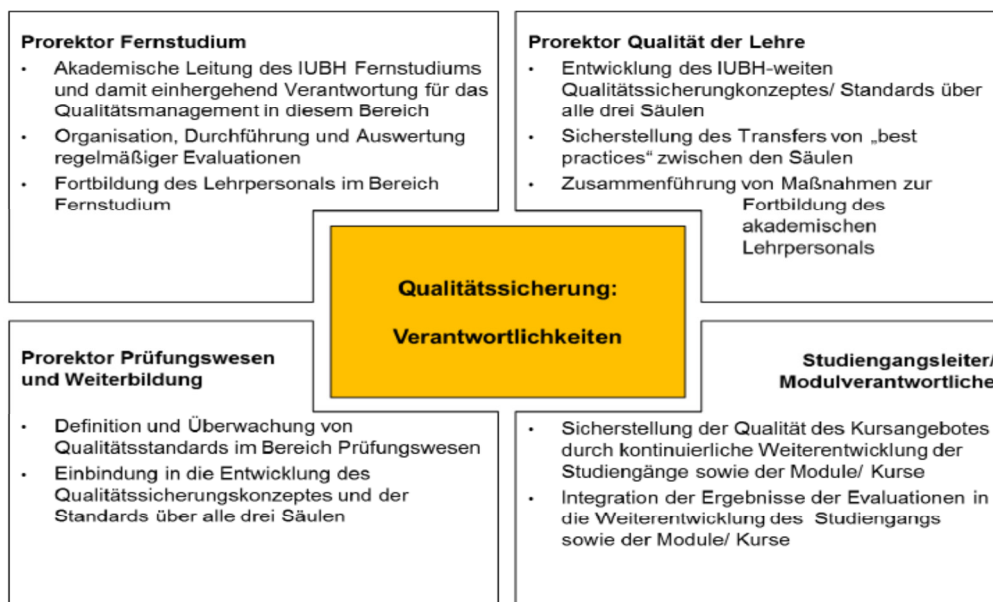 Prorektor Fernstudium
• Akademische Leitung des IUBH Fernstudiums
und damit einhergehend Verantwortung für das
Qualitätsmanagement in diesem Bereich
• Organisation, Durchführung und Auswertung
regelmäßiger Evaluationen
• Fortbildung des Lehrpersonals im Bereich
Fernstudium
Prorektor Qualität der Lehre
• Entwicklung des IUBH-weiten
Qualitätssicherungkonzeptes/ Standards über
alle drei Säulen
• Sicherstellung des Transfers von „best
practices“ zwischen den Säulen
• Zusammenführung von Maßnahmen zur
Fortbildung des
akademischen
Lehrpersonals
Qualitätssicherung:
Verantwortlichkeiten
Prorektor Prüfungswesen
und Weiterbildung
• Definition und Überwachung von
Qualitätsstandards im Bereich Prüfungswesen
• Einbindung in die Entwicklung des
Qualitätssicherungskonzeptes und der
Standards über alle drei Säulen
Studiengangsleiter/
Modulverantwortliche
• Sicherstellung der Qualität des Kursangebotes
durch kontinuierliche Weiterentwicklung der
Studiengänge sowie der Module/ Kurse
• Integration der Ergebnisse der Evaluationen in
die Weiterentwicklung des Studiengangs
sowie der Module/ Kurse